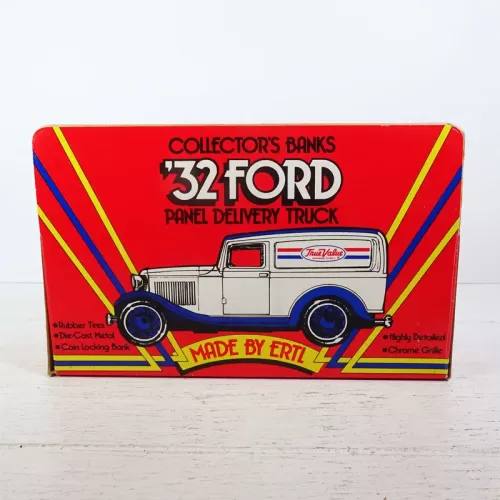 COLLECTOR'S BANKS
'32 FORD
PANEL DELIVERY TRUCK
True Value
• Rubber Tires
• Die-Cast Metal
• Coin Locking Bank
• Highly Detailed
• Chrome Grille
MADE BY ERTL